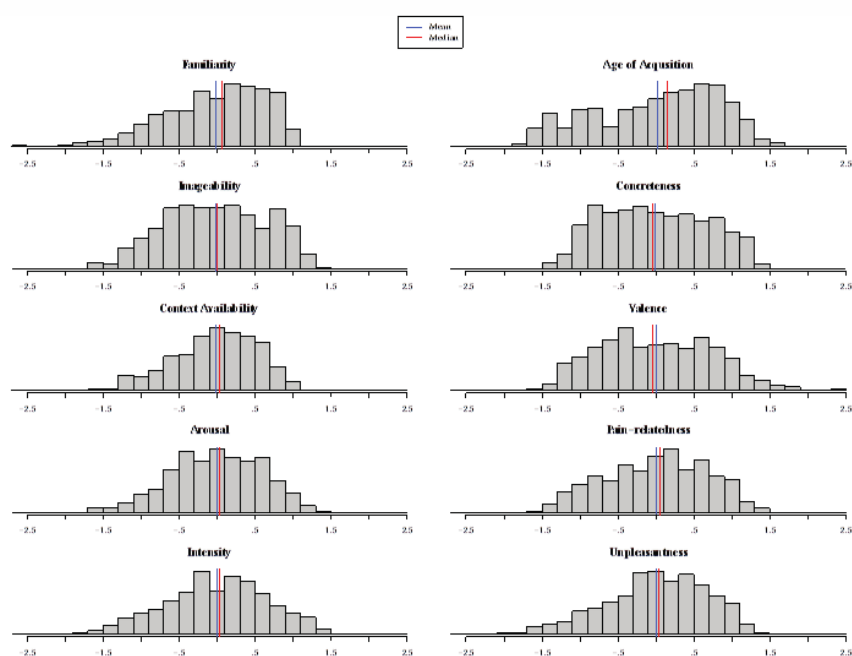 Mean
Median
Familiarity
Age of Acqusition
-2.5 -1.5 -.5 .5 1.5 2.5
-2.5 -1.5 -.5 .5 1.5 2.5
Imageability
Concreteness
-2.5 -1.5 -.5 .5 1.5 2.5
-2.5 -1.5 -.5 .5 1.5 2.5
Context Availability
Valence
-2.5 -1.5 -.5 .5 1.5 2.5
-2.5 -1.5 -.5 .5 1.5 2.5
Arousal
Pain-relatedness
-2.5 -1.5 -.5 .5 1.5 2.5
-2.5 -1.5 -.5 .5 1.5 2.5
Intensity
Unpleasantness
-2.5 -1.5 -.5 .5 1.5 2.5
-2.5 -1.5 -.5 .5 1.5 2.5